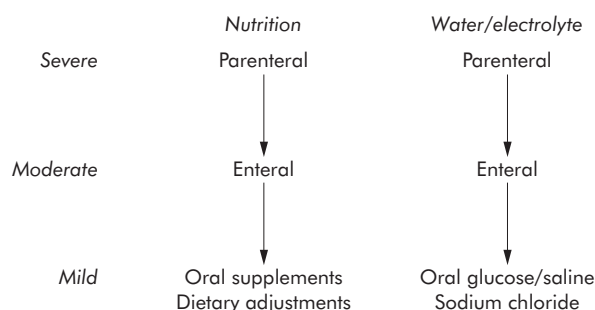 Nutrition Water/electrolyte
Severe Parenteral Parenteral
Moderate Enteral Enteral
Mild Oral supplements Oral glucose/saline
Dietary adjustments Sodium chloride